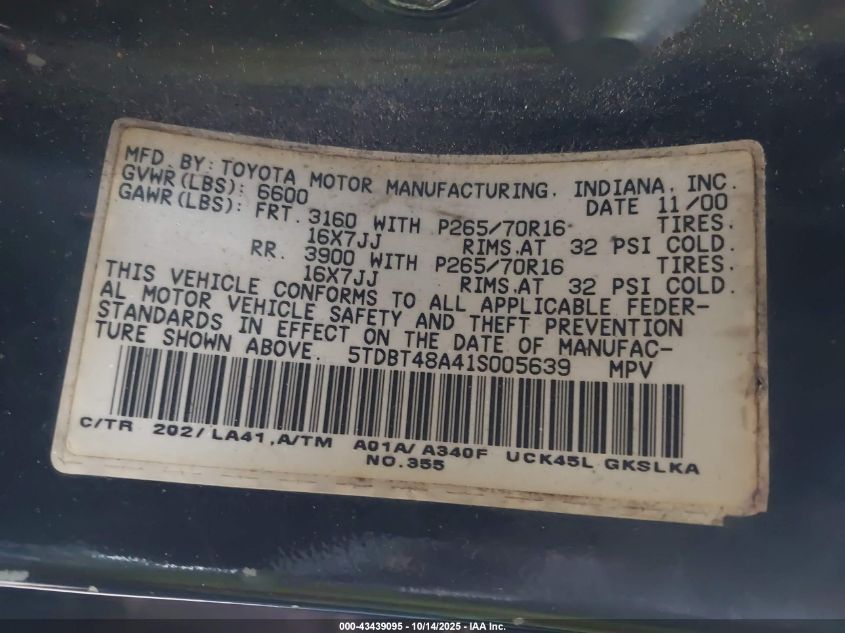 MFD. BY: TOYOTA MOTOR MANUFACTURING, INDIANA, INC.
GVWR(LBS): 6600 DATE 11/00
GAWR(LBS): FRT. 3160 WITH P265/70R16 TIRES,
16X7JJ RIMS,AT 32 PSI COLD.
RR. 3900 WITH P265/70R16 TIRES,
16X7JJ RIMS,AT 32 PSI COLD.
THIS VEHICLE CONFORMS TO ALL APPLICABLE FEDER-
AL MOTOR VEHICLE SAFETY AND THEFT PREVENTION
STANDARDS IN EFFECT ON THE DATE OF MANUFAC-
TURE SHOWN ABOVE. 5TDBT48A41S005639 MPV
C/TR 202/LA41,A/TM A01A/A340F UCK45L GKSLKA
NO.355
000-43439095 - 10/14/2025 - IAA Inc.